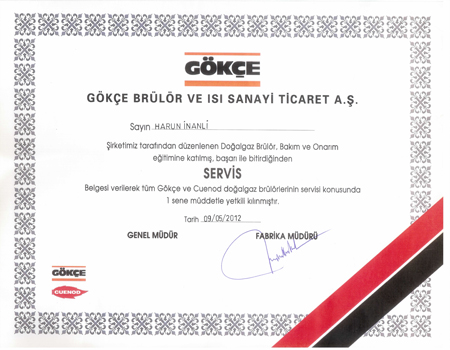 GÖKÇE
GÖKÇE BRÜLÖR VE ISI SANAYİ TİCARET A.Ş.
Sayın HARUN İNANLİ
Şirketimiz tarafından düzenlenen Doğalgaz Brülör, Bakım ve Onarım
eğitimine katılmış, başarı ile bitirdiğinden
SERVİS
Belgesi verilerek tüm Gökçe ve Cuenod doğalgaz brülörlerinin servisi konusunda
1 sene müddetle yetkili kılınmıştır.
Tarih 09/05/2012
GENEL MÜDÜR FABRİKA MÜDÜRÜ
GÖKÇE
CUENOD